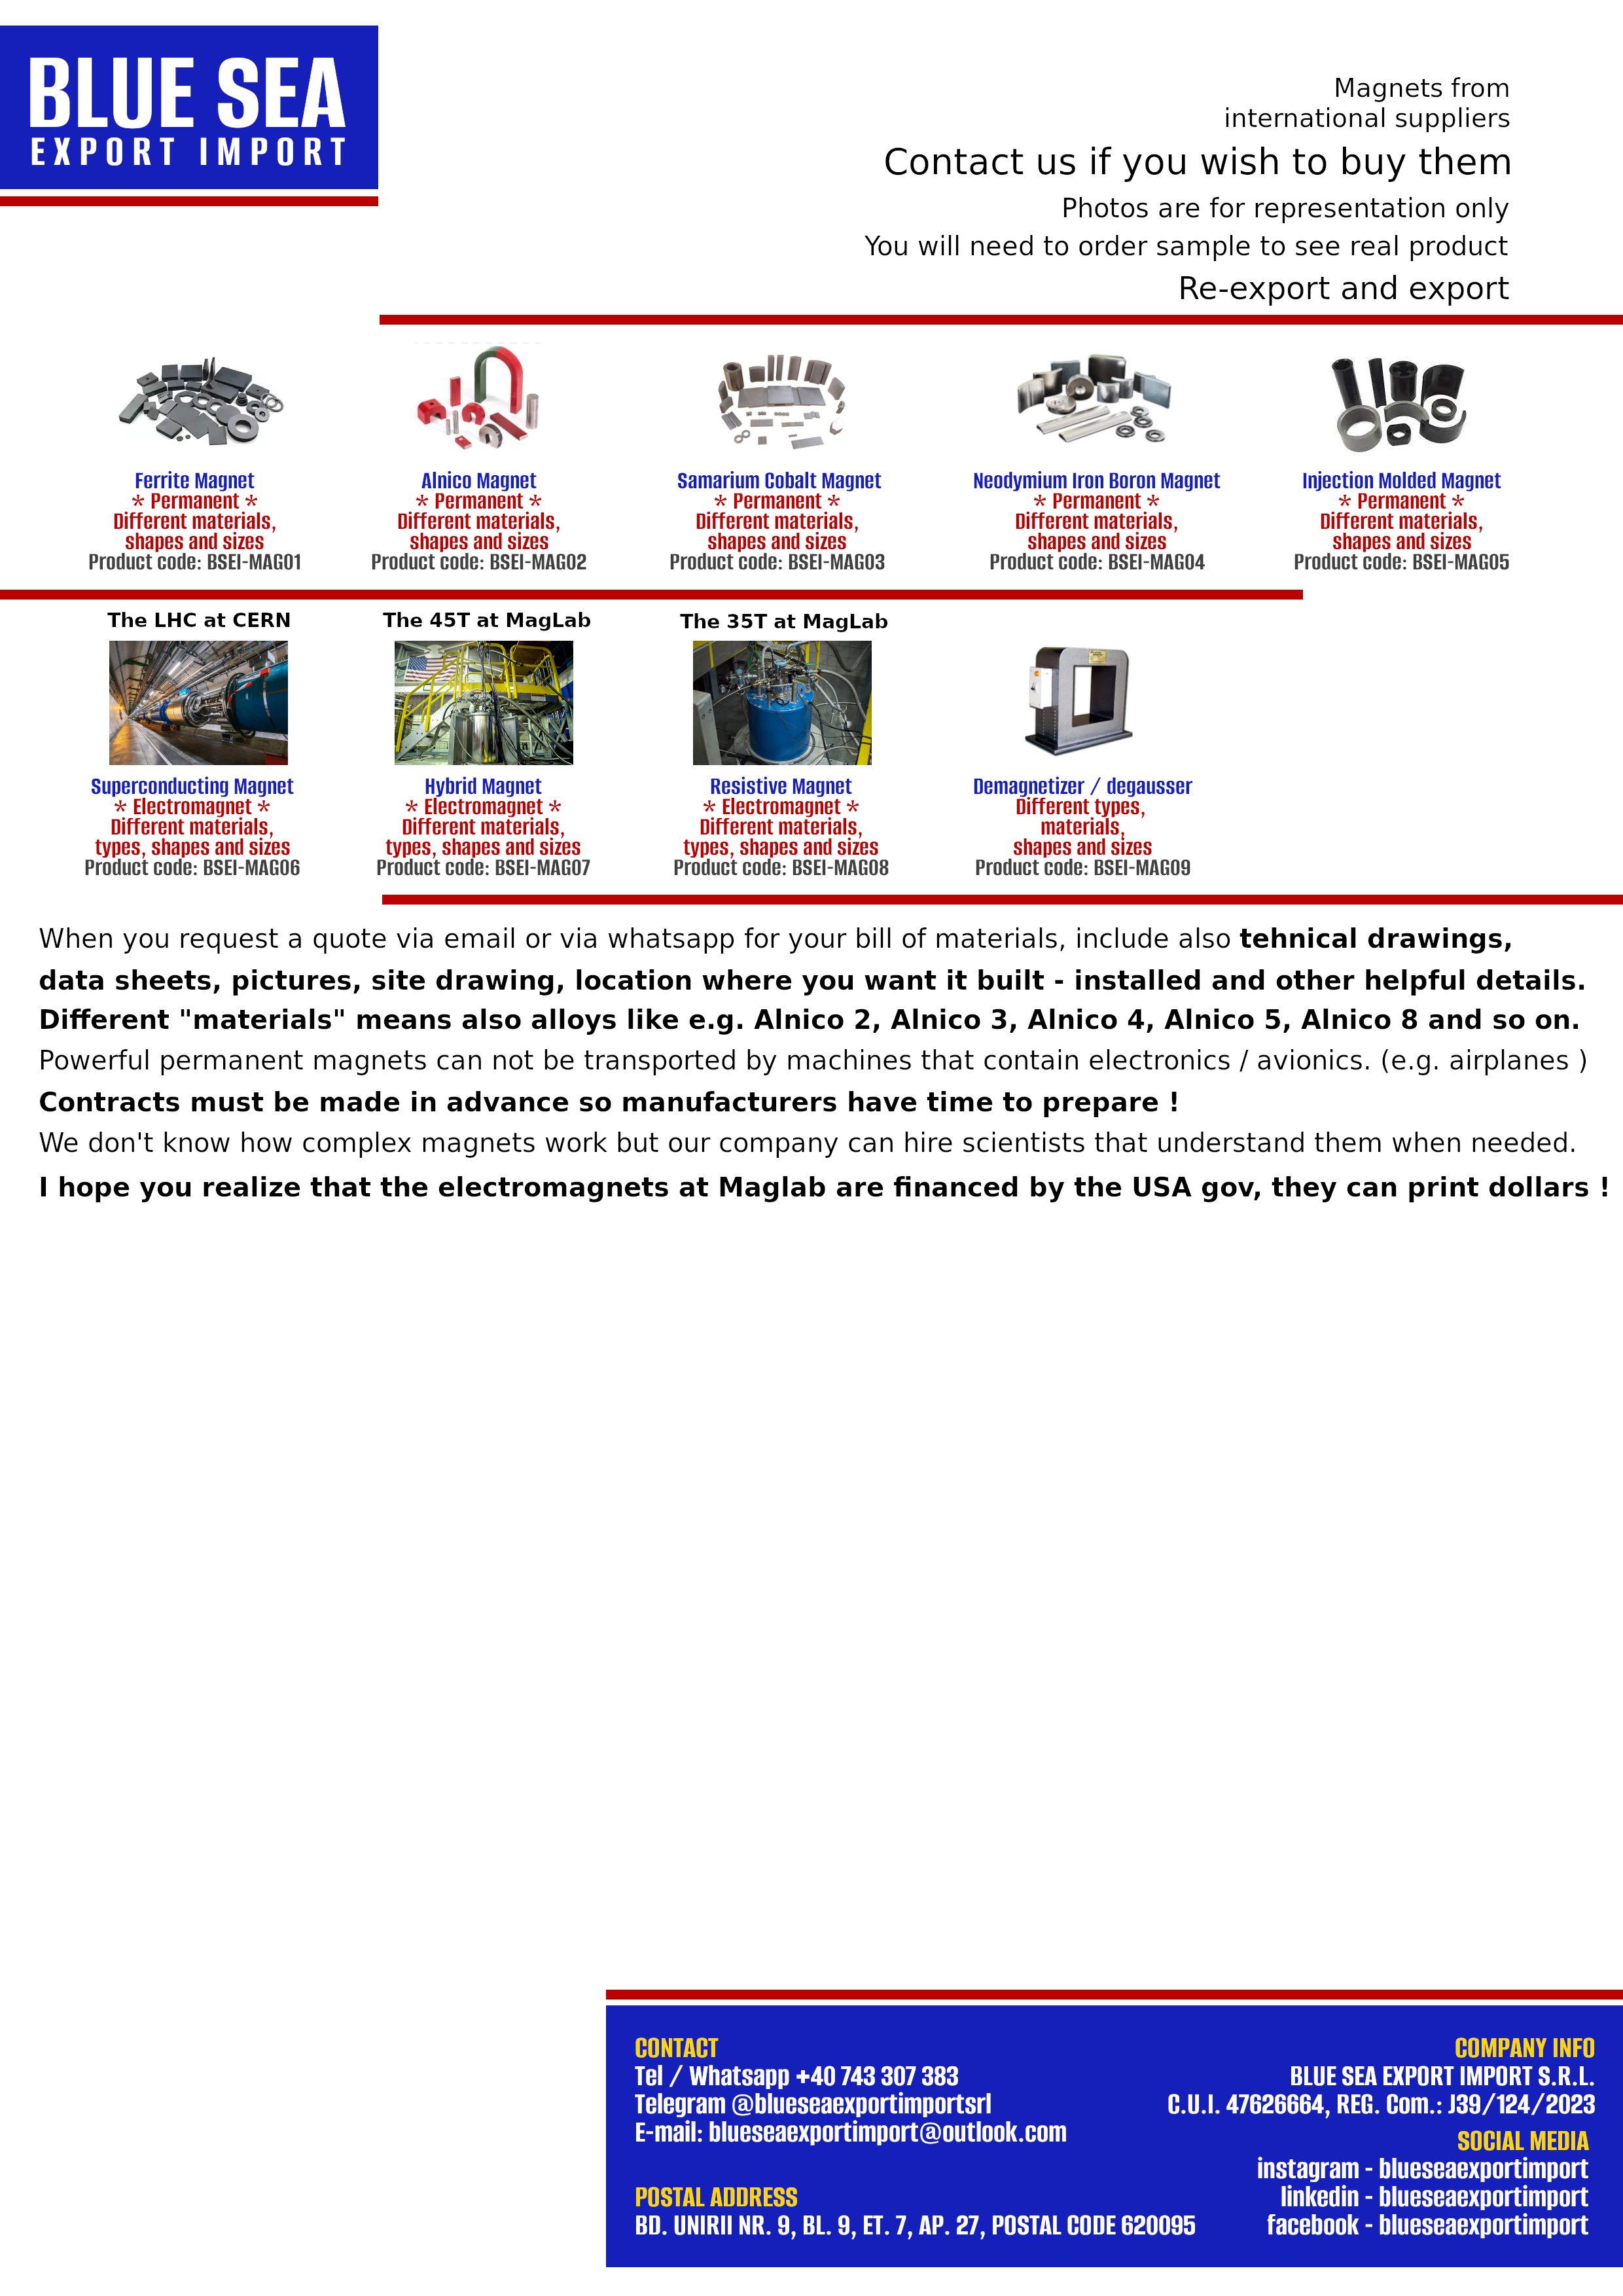 BLUE SEA
EXPORT IMPORT
Magnets from
international suppliers
Contact us if you wish to buy them
Photos are for representation only
You will need to order sample to see real product
Re-export and export
Ferrite Magnet
* Permanent *
Different materials,
shapes and sizes
Product code: BSEI-MAG01
Alnico Magnet
* Permanent *
Different materials,
shapes and sizes
Product code: BSEI-MAG02
Samarium Cobalt Magnet
* Permanent *
Different materials,
shapes and sizes
Product code: BSEI-MAG03
Neodymium Iron Boron Magnet
* Permanent *
Different materials,
shapes and sizes
Product code: BSEI-MAG04
Injection Molded Magnet
* Permanent *
Different materials,
shapes and sizes
Product code: BSEI-MAG05
The LHC at CERN
Superconducting Magnet
* Electromagnet *
Different materials,
types, shapes and sizes
Product code: BSEI-MAG06
The 45T at MagLab
Hybrid Magnet
* Electromagnet *
Different materials,
types, shapes and sizes
Product code: BSEI-MAG07
The 35T at MagLab
Resistive Magnet
* Electromagnet *
Different materials,
types, shapes and sizes
Product code: BSEI-MAG08
Demagnetizer / degausser
Different types,
materials,
shapes and sizes
Product code: BSEI-MAG09
When you request a quote via email or via whatsapp for your bill of materials, include also tehnical drawings,
data sheets, pictures, site drawing, location where you want it built - installed and other helpful details.
Different "materials" means also alloys like e.g. Alnico 2, Alnico 3, Alnico 4, Alnico 5, Alnico 8 and so on.
Powerful permanent magnets can not be transported by machines that contain electronics / avionics. (e.g. airplanes )
Contracts must be made in advance so manufacturers have time to prepare !
We don't know how complex magnets work but our company can hire scientists that understand them when needed.
I hope you realize that the electromagnets at Maglab are financed by the USA gov, they can print dollars !
CONTACT
Tel / Whatsapp +40 743 307 383
Telegram @blueseaexportimportsrl
E-mail: blueseaexportimport@outlook.com
POSTAL ADDRESS
BD. UNIRII NR. 9, BL. 9, ET. 7, AP. 27, POSTAL CODE 620095
COMPANY INFO
BLUE SEA EXPORT IMPORT S.R.L.
C.U.I. 47626664, REG. Com.: J39/124/2023
SOCIAL MEDIA
instagram - blueseaexportimport
linkedin - blueseaexportimport
facebook - blueseaexportimport